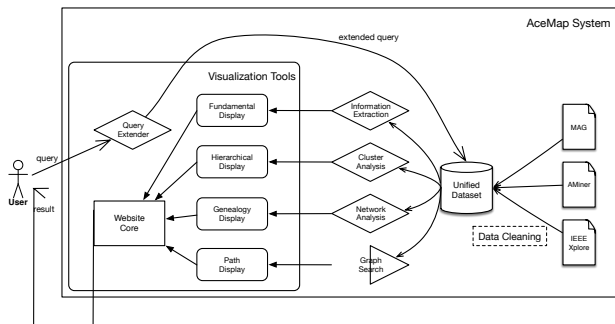 AceMap System
extended query
Visualization Tools
Query
Extender
Fundamental
Display
Information
Extraction
MAG
query
Hierarchical
Display
Cluster
Analysis
Unified
Dataset
AMiner
User
result
Website
Core
Genealogy
Display
Network
Analysis
Data Cleaning
IEEE
Xplore
Path
Display
Graph
Search